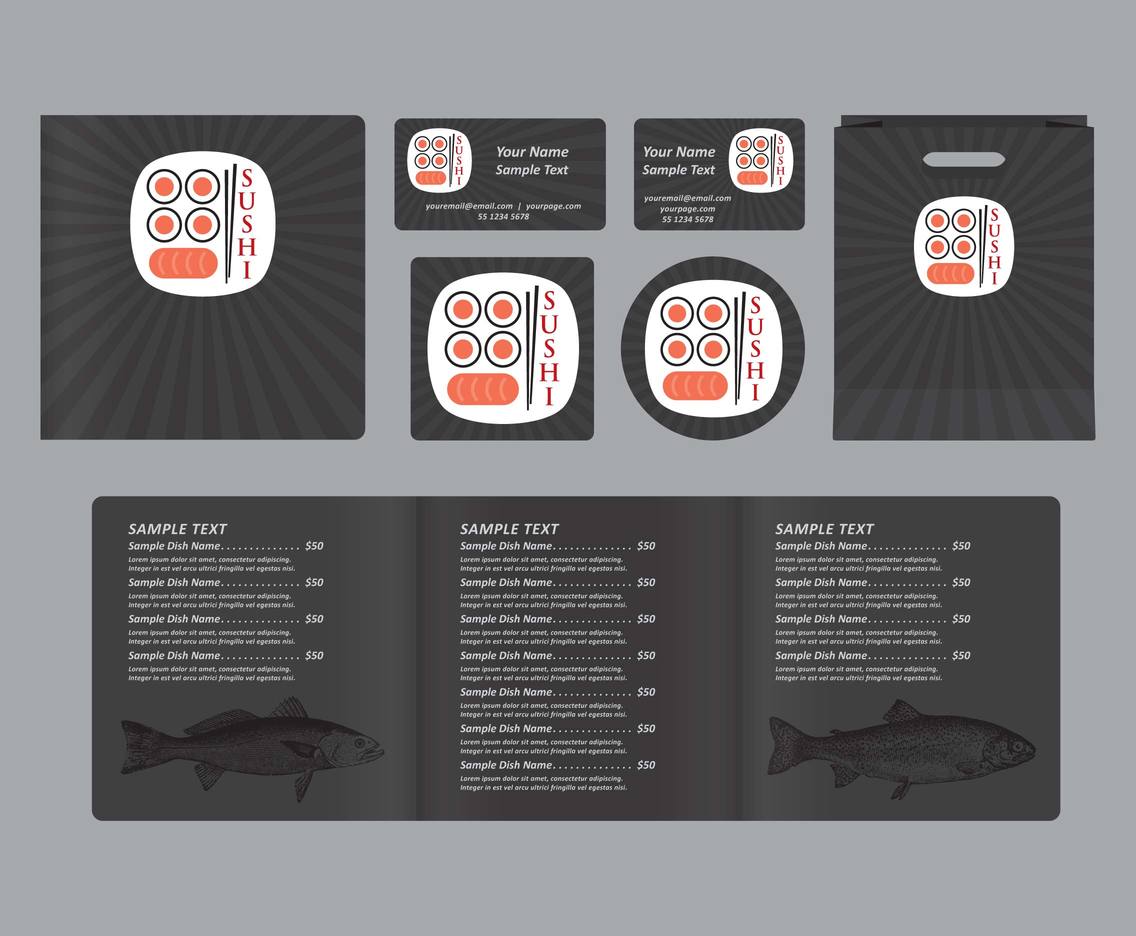 SUSHI
SUSHI
Your Name
Sample Text
youremail@email.com | yourpage.com
55 1234 5678
Your Name
Sample Text
SUSHI
youremail@email.com
yourpage.com
55 1234 5678
SUSHI
SUSHI
SUSHI
SAMPLE TEXT
Sample Dish Name.............. $50
Lorem ipsum dolor sit amet, consectetur adipiscing.
Integer in est vel arcu ultrici fringilla vel egestas nisi.
Sample Dish Name.............. $50
Lorem ipsum dolor sit amet, consectetur adipiscing.
Integer in est vel arcu ultrici fringilla vel egestas nisi.
Sample Dish Name.............. $50
Lorem ipsum dolor sit amet, consectetur adipiscing.
Integer in est vel arcu ultrici fringilla vel egestas nisi.
Sample Dish Name.............. $50
Lorem ipsum dolor sit amet, consectetur adipiscing.
Integer in est vel arcu ultrici fringilla vel egestas nisi.
SAMPLE TEXT
Sample Dish Name.............. $50
Lorem ipsum dolor sit amet, consectetur adipiscing.
Integer in est vel arcu ultrici fringilla vel egestas nisi.
Sample Dish Name.............. $50
Lorem ipsum dolor sit amet, consectetur adipiscing.
Integer in est vel arcu ultrici fringilla vel egestas nisi.
Sample Dish Name.............. $50
Lorem ipsum dolor sit amet, consectetur adipiscing.
Integer in est vel arcu ultrici fringilla vel egestas nisi.
Sample Dish Name.............. $50
Lorem ipsum dolor sit amet, consectetur adipiscing.
Integer in est vel arcu ultrici fringilla vel egestas nisi.
Sample Dish Name.............. $50
Lorem ipsum dolor sit amet, consectetur adipiscing.
Integer in est vel arcu ultrici fringilla vel egestas nisi.
Sample Dish Name.............. $50
Lorem ipsum dolor sit amet, consectetur adipiscing.
Integer in est vel arcu ultrici fringilla vel egestas nisi.
Sample Dish Name.............. $50
Lorem ipsum dolor sit amet, consectetur adipiscing.
Integer in est vel arcu ultrici fringilla vel egestas nisi.
SAMPLE TEXT
Sample Dish Name.............. $50
Lorem ipsum dolor sit amet, consectetur adipiscing.
Integer in est vel arcu ultrici fringilla vel egestas nisi.
Sample Dish Name.............. $50
Lorem ipsum dolor sit amet, consectetur adipiscing.
Integer in est vel arcu ultrici fringilla vel egestas nisi.
Sample Dish Name.............. $50
Lorem ipsum dolor sit amet, consectetur adipiscing.
Integer in est vel arcu ultrici fringilla vel egestas nisi.
Sample Dish Name.............. $50
Lorem ipsum dolor sit amet, consectetur adipiscing.
Integer in est vel arcu ultrici fringilla vel egestas nisi.